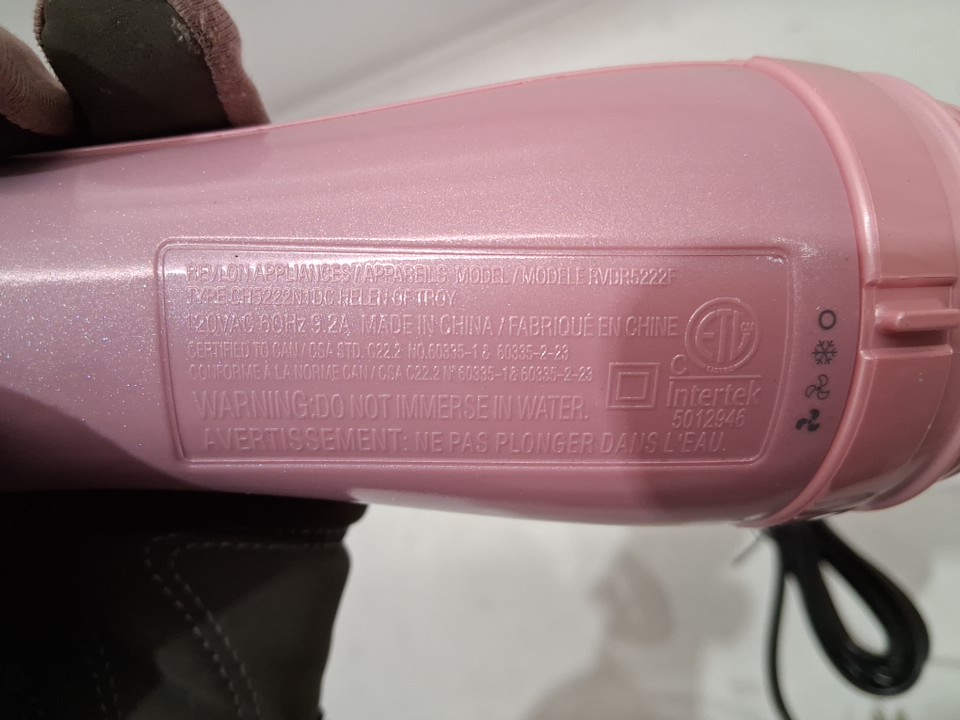 REVLON APPLIANCES / APPAREILS MODEL / MODÈLE RVDR5222F
TYPE DH5222N1DC HELEN OF TROY
120VAC 60Hz 9.2A MADE IN CHINA / FABRIQUÉ EN CHINE
CERTIFIED TO CAN / CSA STD. C22.2 NO.60335-1 & 60335-2-23
CONFORME À LA NORME CAN / CSA C22.2 N° 60335-1 & 60335-2-23
WARNING: DO NOT IMMERSE IN WATER.
AVERTISSEMENT: NE PAS PLONGER DANS L'EAU.
ETL
C
Intertek
5012946